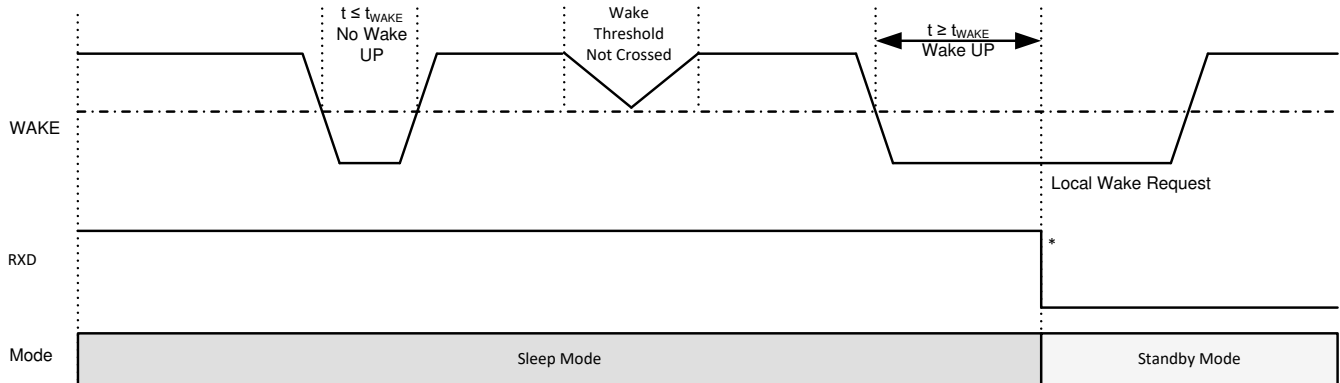 t ≤ tWAKE
No Wake
UP
Wake
Threshold
Not Crossed
t ≥ tWAKE
Wake UP
WAKE
Local Wake Request
RXD
*
Mode
Sleep Mode
Standby Mode